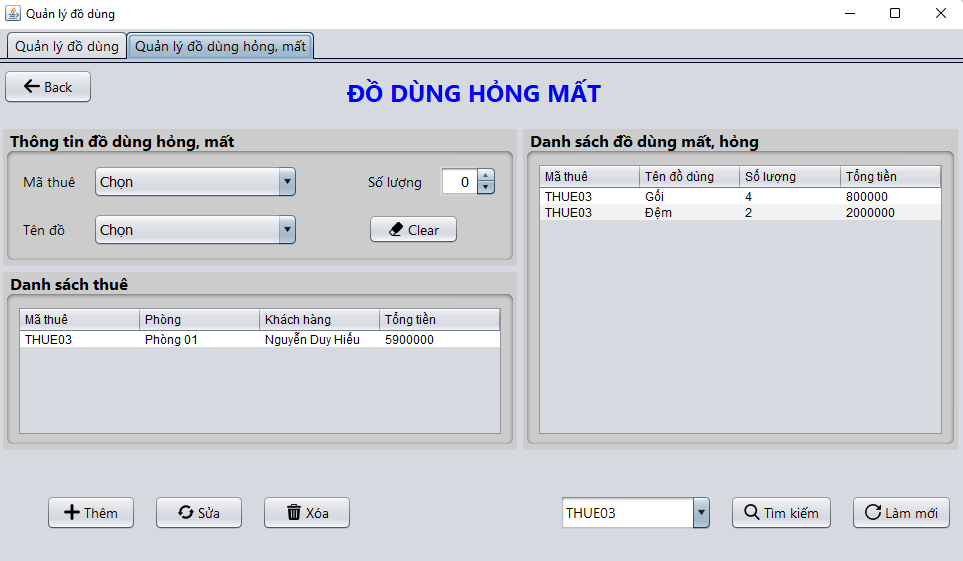 Quản lý đồ dùng
Quản lý đồ dùng Quản lý đồ dùng hỏng, mất
Back
ĐỒ DÙNG HỎNG MẤT
Thông tin đồ dùng hỏng, mất
Mã thuê Chọn Số lượng 0
Tên đồ Chọn Clear
Danh sách thuê
Mã thuê Phòng Khách hàng Tổng tiền
THUE03 Phòng 01 Nguyễn Duy Hiếu 5900000
Danh sách đồ dùng mất, hỏng
Mã thuê Tên đồ dùng Số lượng Tổng tiền
THUE03 Gối 4 800000
THUE03 Đệm 2 2000000
Thêm Sửa Xóa THUE03 Tìm kiếm Làm mới